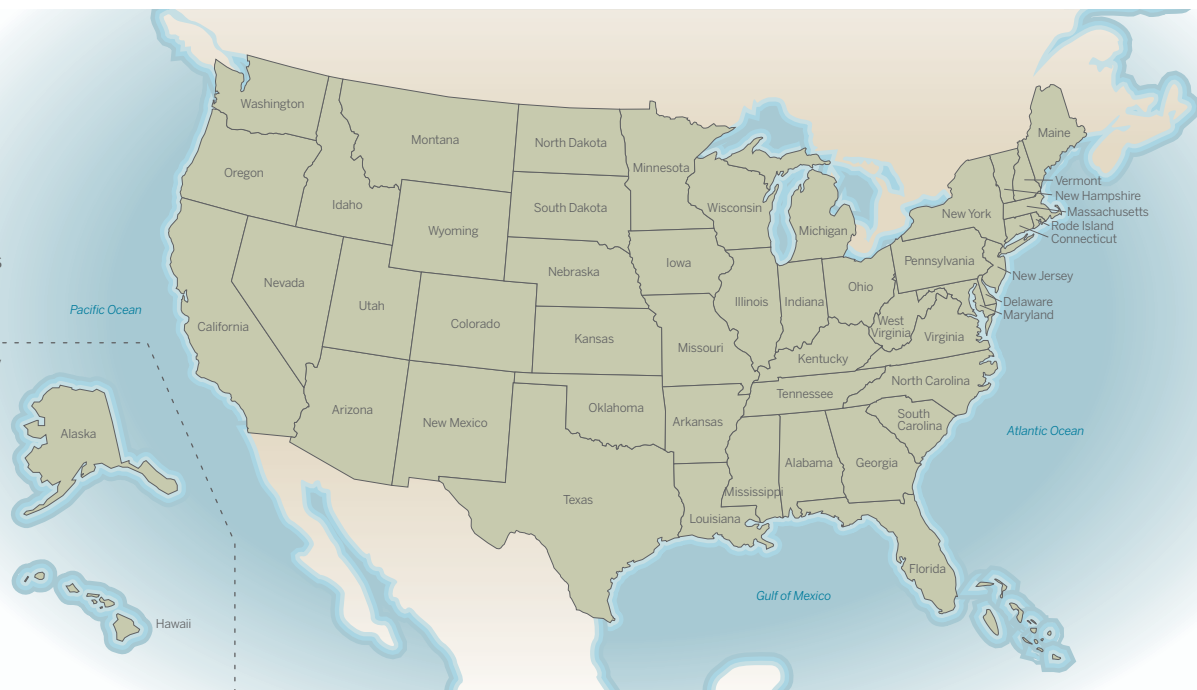 Washington
Montana
North Dakota
Minnesota
Maine
Oregon
Idaho
South Dakota
Wisconsin
Michigan
New York
Vermont
New Hampshire
Massachusetts
Rode Island
Connecticut
Wyoming
Nebraska
Iowa
Pennsylvania
New Jersey
Nevada
Utah
Colorado
Illinois
Indiana
Ohio
Delaware
Maryland
Pacific Ocean
California
Kansas
Missouri
Kentucky
West
Virginia
Virginia
Arizona
New Mexico
Oklahoma
Arkansas
Tennessee
North Carolina
South
Carolina
Atlantic Ocean
Alaska
Texas
Louisiana
Mississippi
Alabama
Georgia
Florida
Gulf of Mexico
Hawaii